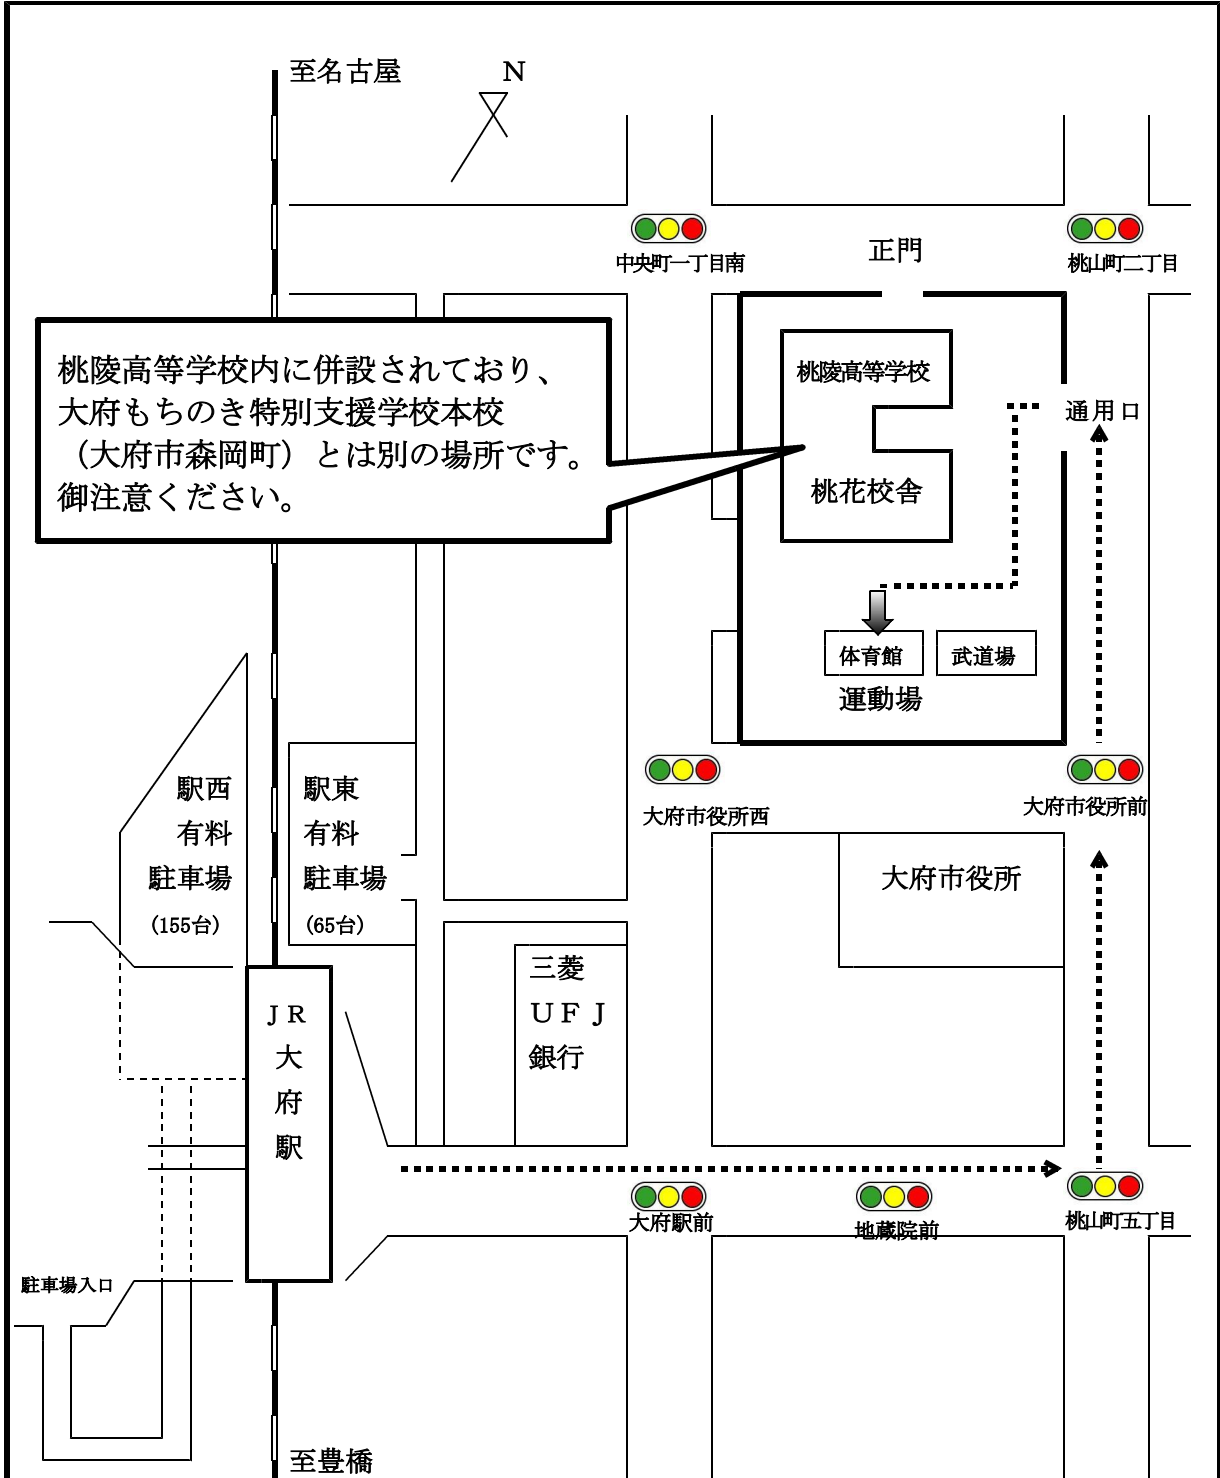 至名古屋
Ｎ
中央町一丁目南
正門
桃山町二丁目
桃陵高等学校内に併設されており、
大府もちのき特別支援学校本校
（大府市森岡町）とは別の場所です。
御注意ください。
桃陵高等学校
通用口
桃花校舎
体育館
武道場
運動場
駅西
有料
駐車場
(155台)
駅東
有料
駐車場
(65台)
大府市役所西
大府市役所前
大府市役所
三菱
ＵＦＪ
銀行
ＪＲ
大
府
駅
大府駅前
地蔵院前
桃山町五丁目
駐車場入口
至豊橋